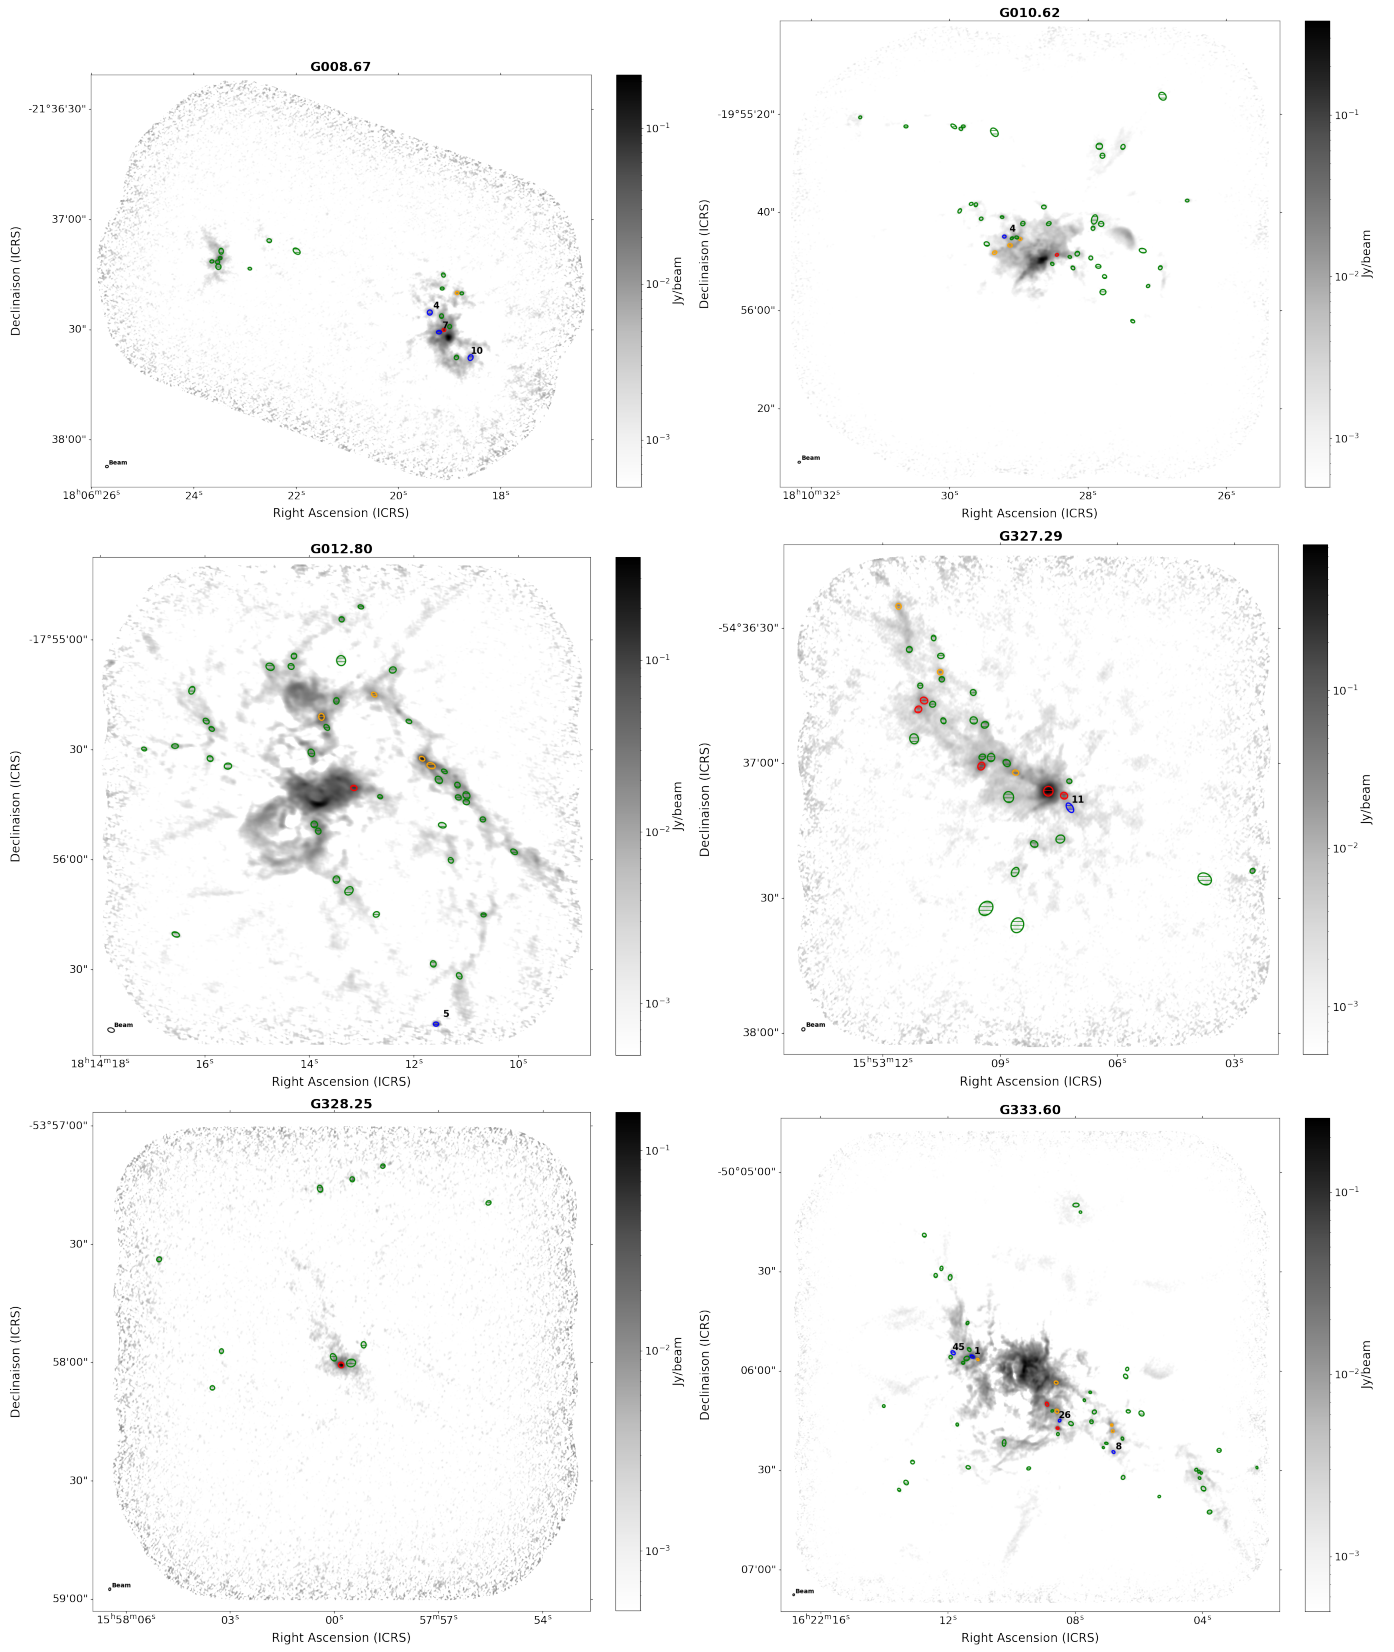 G008.67
-21°36'30"
37'00"
30"
38'00"
Declinaison (ICRS)
4
7
10
Beam
18ʰ06ᵐ26ˢ 24ˢ 22ˢ 20ˢ 18ˢ
Right Ascension (ICRS)
10⁻¹
10⁻²
10⁻³
Jy/beam
G010.62
-19°55'20"
40"
56'00"
20"
Declinaison (ICRS)
4
Beam
18ʰ10ᵐ32ˢ 30ˢ 28ˢ 26ˢ
Right Ascension (ICRS)
10⁻¹
10⁻²
10⁻³
Jy/beam
G012.80
-17°55'00"
30"
56'00"
30"
Declinaison (ICRS)
5
Beam
18ʰ14ᵐ18ˢ 16ˢ 14ˢ 12ˢ 10ˢ
Right Ascension (ICRS)
10⁻¹
10⁻²
10⁻³
Jy/beam
G327.29
-54°36'30"
37'00"
30"
38'00"
Declinaison (ICRS)
11
Beam
15ʰ53ᵐ12ˢ 09ˢ 06ˢ 03ˢ
Right Ascension (ICRS)
10⁻¹
10⁻²
10⁻³
Jy/beam
G328.25
-53°57'00"
30"
58'00"
30"
59'00"
Declinaison (ICRS)
Beam
15ʰ58ᵐ06ˢ 03ˢ 00ˢ 57ᵐ57ˢ 54ˢ
Right Ascension (ICRS)
10⁻¹
10⁻²
10⁻³
Jy/beam
G333.60
-50°05'00"
30"
06'00"
30"
07'00"
Declinaison (ICRS)
45
1
26
8
Beam
16ʰ22ᵐ16ˢ 12ˢ 08ˢ 04ˢ
Right Ascension (ICRS)
10⁻¹
10⁻²
10⁻³
Jy/beam